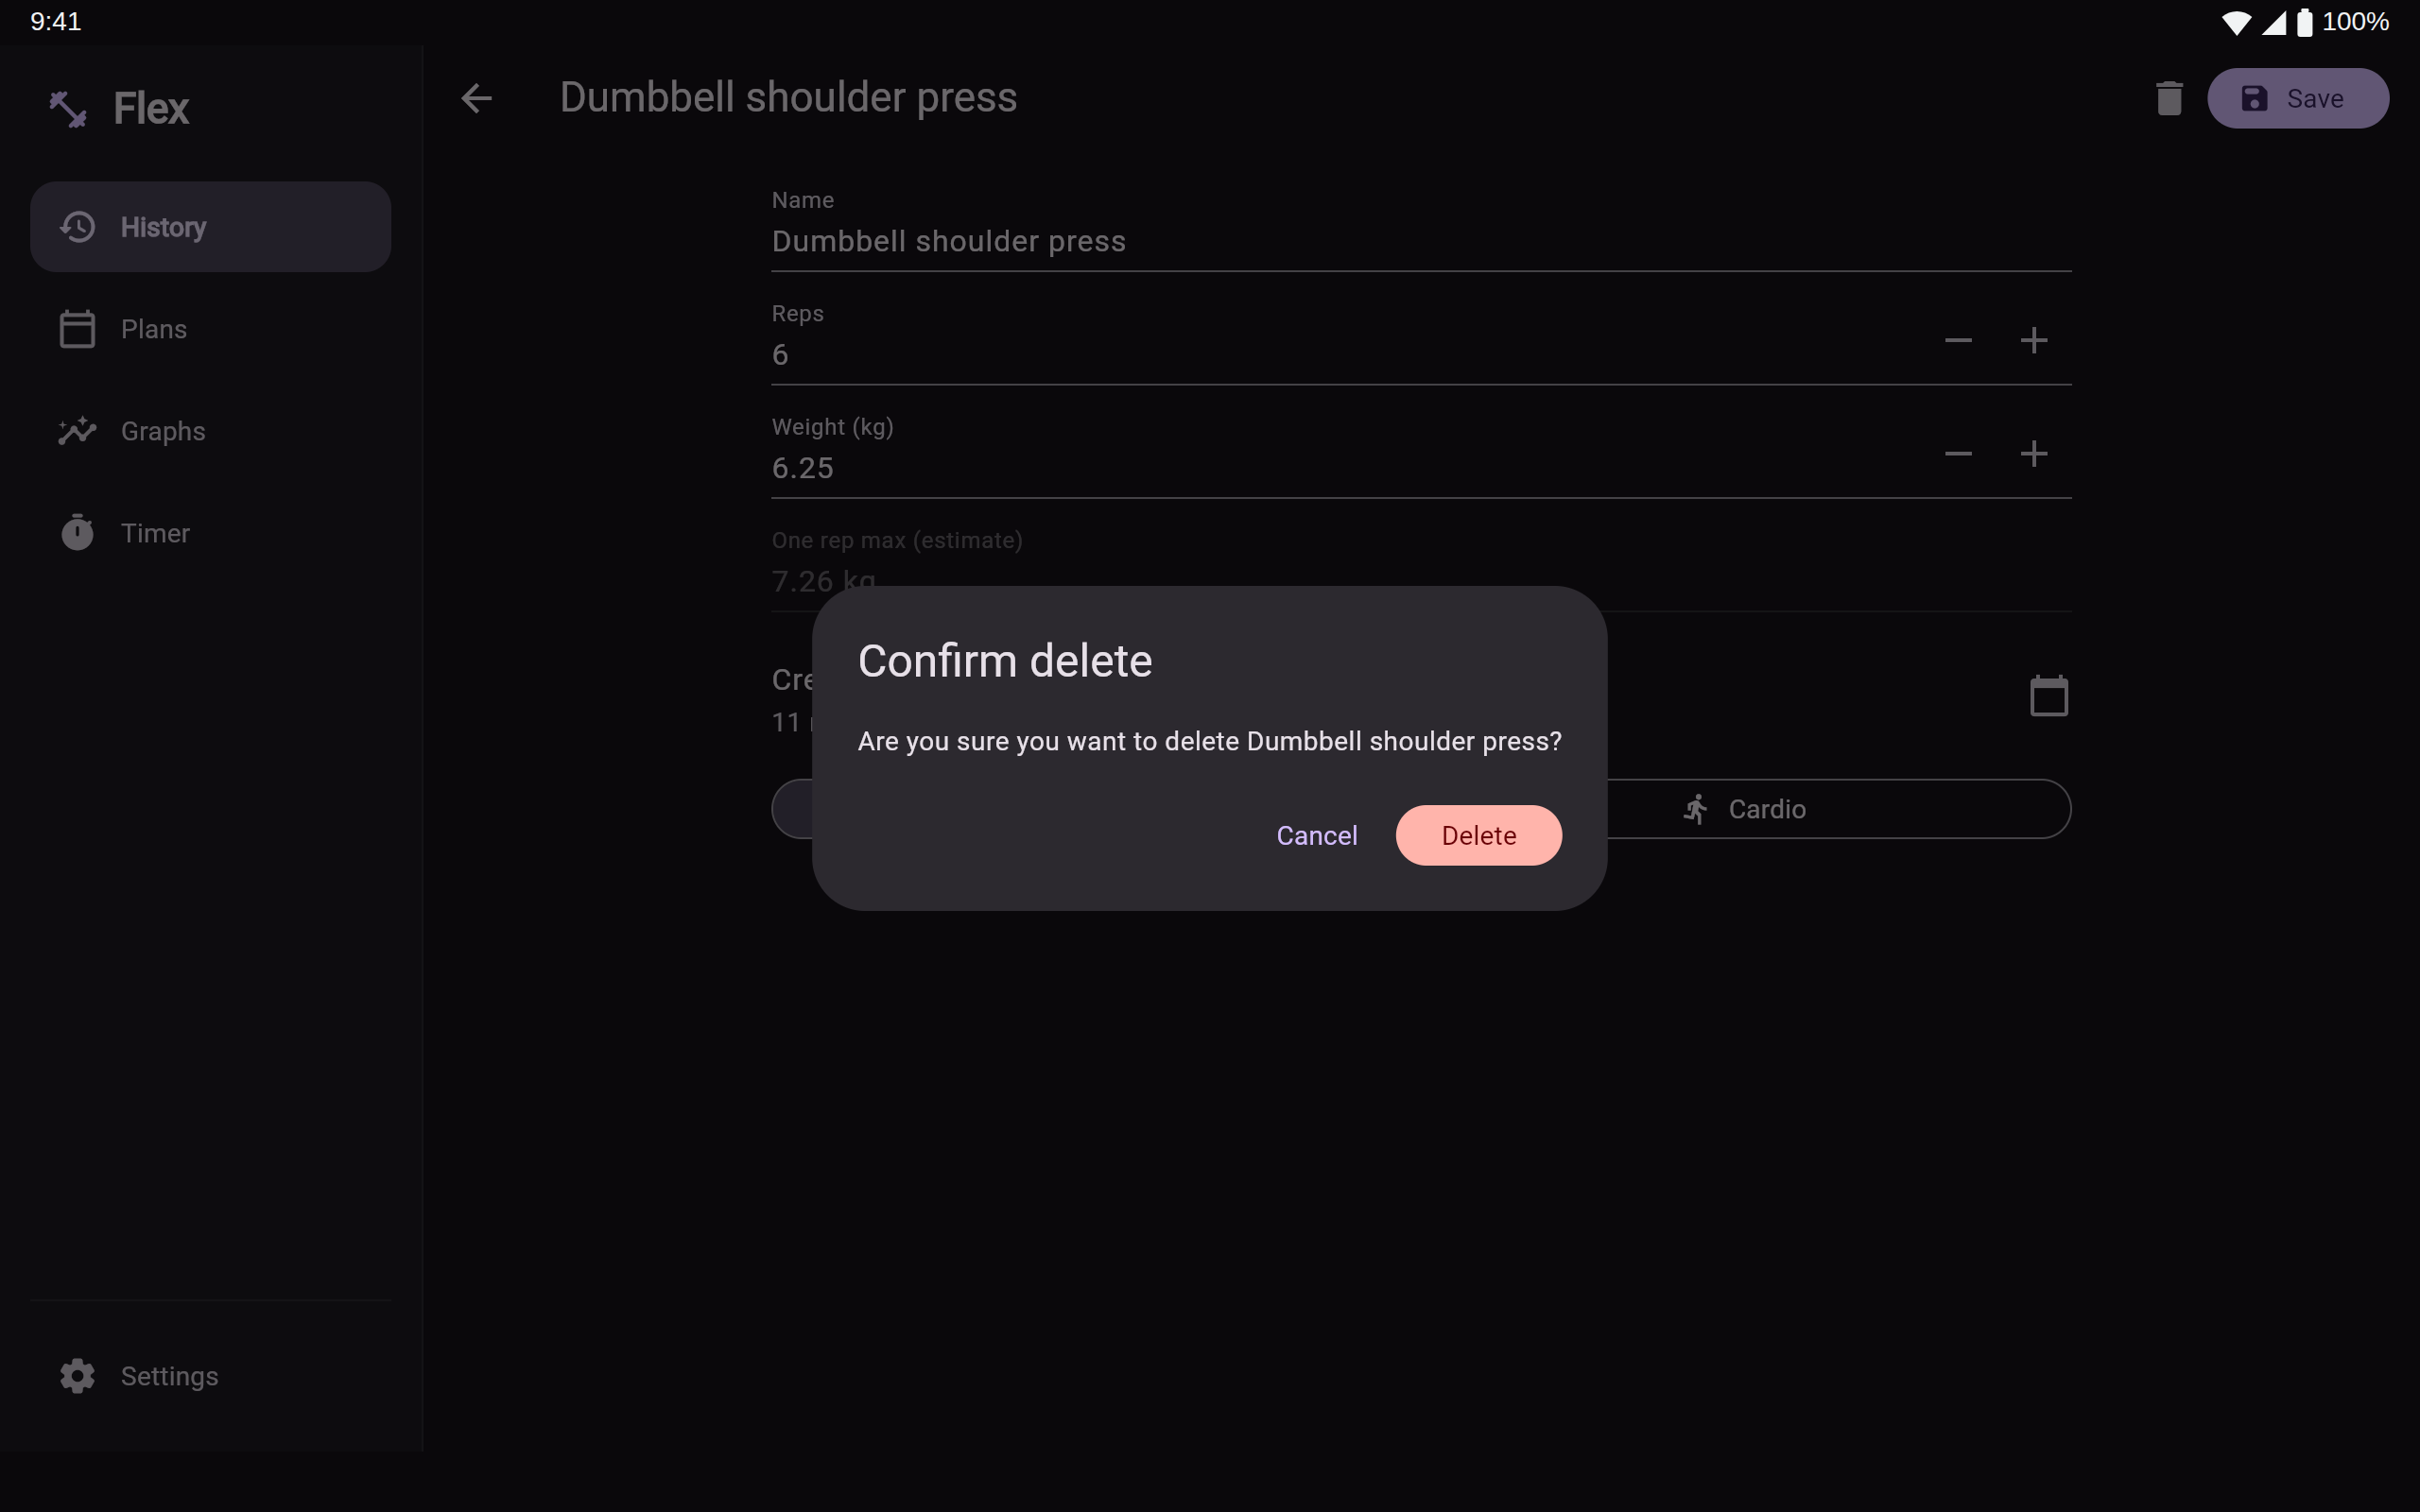 9:41
100%
Flex
Dumbbell shoulder press
Save
History
Plans
Graphs
Timer
Settings
Name
Dumbbell shoulder press
Reps
6
Weight (kg)
6.25
One rep max (estimate)
7.26 kg
Confirm delete
Are you sure you want to delete Dumbbell shoulder press?
Cancel
Delete
11
Cardio